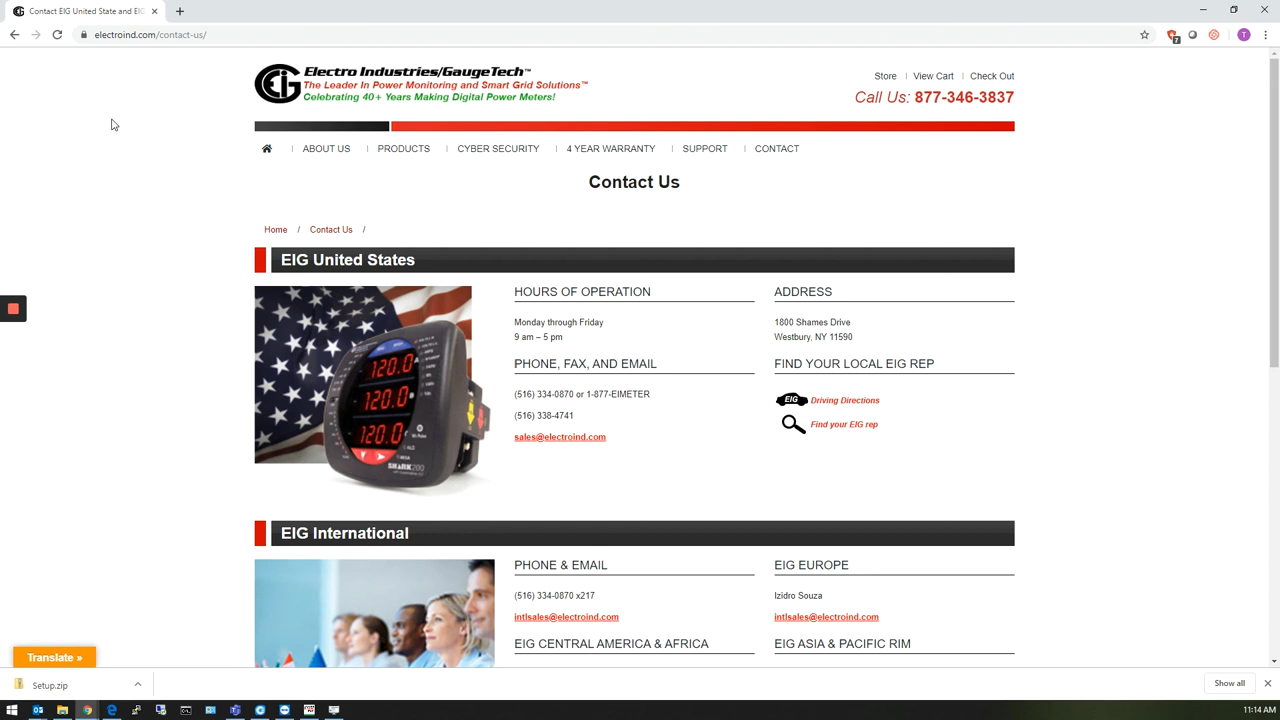 Contact EIG United State and EI
electroind.com/contact-us/
7
T
EIG
Electro Industries/GaugeTech™
The Leader In Power Monitoring and Smart Grid Solutions™
Celebrating 40+ Years Making Digital Power Meters!
Store
View Cart
Check Out
Call Us: 877-346-3837
ABOUT US
PRODUCTS
CYBER SECURITY
4 YEAR WARRANTY
SUPPORT
CONTACT
Contact Us
Home / Contact Us /
EIG United States
120.0
120.0
120.0
SHARK200
HOURS OF OPERATION
Monday through Friday
9 am – 5 pm
PHONE, FAX, AND EMAIL
(516) 334-0870 or 1-877-EIMETER
(516) 338-4741
sales@electroind.com
ADDRESS
1800 Shames Drive
Westbury, NY 11590
FIND YOUR LOCAL EIG REP
EIG Driving Directions
Find your EIG rep
EIG International
PHONE & EMAIL
(516) 334-0870 x217
intlsales@electroind.com
EIG CENTRAL AMERICA & AFRICA
EIG EUROPE
Izidro Souza
intlsales@electroind.com
EIG ASIA & PACIFIC RIM
Translate »
Setup.zip
Show all
11:14 AM